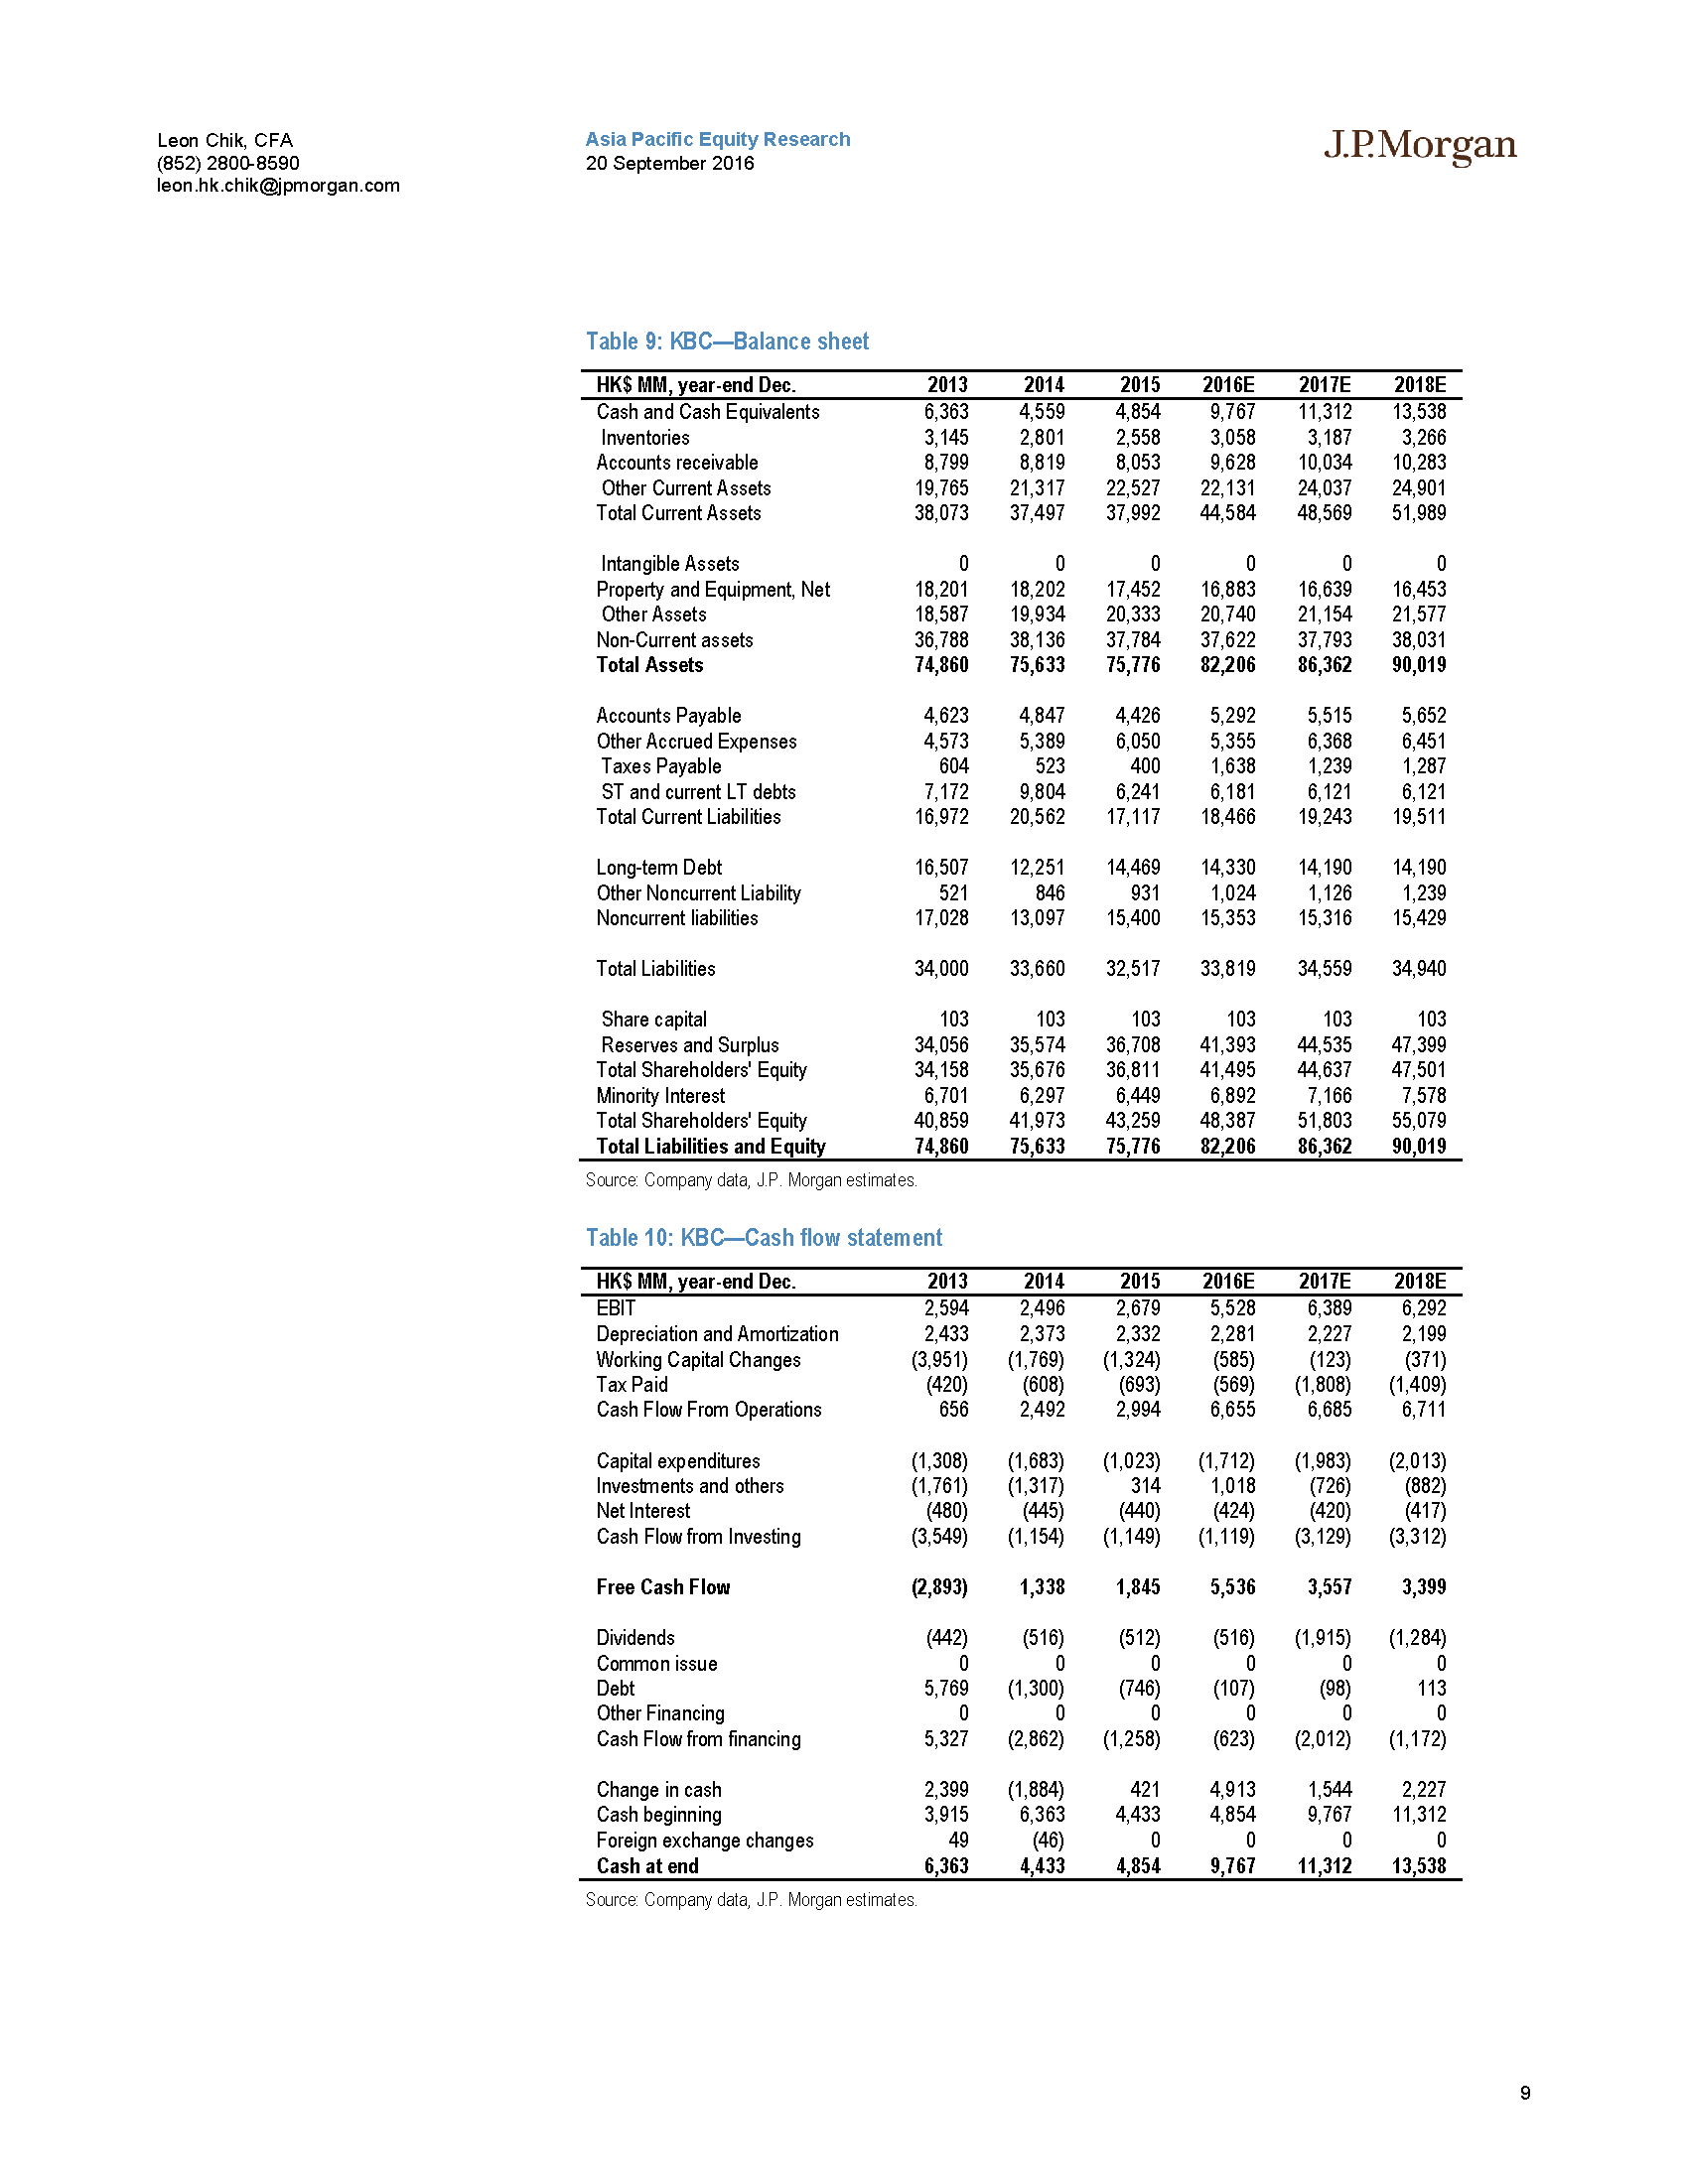 Leon Chik, CFA
(852) 2800-8590
leon.hk.chik@jpmorgan.com
Asia Pacific Equity Research
20 September 2016
J.P.Morgan
Table 9: KBC—Balance sheet
HK$ MM, year-end Dec. 2013 2014 2015 2016E 2017E 2018E
Cash and Cash Equivalents 6,363 4,559 4,854 9,767 11,312 13,538
Inventories 3,145 2,801 2,558 3,058 3,187 3,266
Accounts receivable 8,799 8,819 8,053 9,628 10,034 10,283
Other Current Assets 19,765 21,317 22,527 22,131 24,037 24,901
Total Current Assets 38,073 37,497 37,992 44,584 48,569 51,989
Intangible Assets 0 0 0 0 0 0
Property and Equipment, Net 18,201 18,202 17,452 16,883 16,639 16,453
Other Assets 18,587 19,934 20,333 20,740 21,154 21,577
Non-Current assets 36,788 38,136 37,784 37,622 37,793 38,031
Total Assets 74,860 75,633 75,776 82,206 86,362 90,019
Accounts Payable 4,623 4,847 4,426 5,292 5,515 5,652
Other Accrued Expenses 4,573 5,389 6,050 5,355 6,368 6,451
Taxes Payable 604 523 400 1,638 1,239 1,287
ST and current LT debts 7,172 9,804 6,241 6,181 6,121 6,121
Total Current Liabilities 16,972 20,562 17,117 18,466 19,243 19,511
Long-term Debt 16,507 12,251 14,469 14,330 14,190 14,190
Other Noncurrent Liability 521 846 931 1,024 1,126 1,239
Noncurrent liabilities 17,028 13,097 15,400 15,353 15,316 15,429
Total Liabilities 34,000 33,660 32,517 33,819 34,559 34,940
Share capital 103 103 103 103 103 103
Reserves and Surplus 34,056 35,574 36,708 41,393 44,535 47,399
Total Shareholders' Equity 34,158 35,676 36,811 41,495 44,637 47,501
Minority Interest 6,701 6,297 6,449 6,892 7,166 7,578
Total Shareholders' Equity 40,859 41,973 43,259 48,387 51,803 55,079
Total Liabilities and Equity 74,860 75,633 75,776 82,206 86,362 90,019
Source: Company data, J.P. Morgan estimates.
Table 10: KBC—Cash flow statement
HK$ MM, year-end Dec. 2013 2014 2015 2016E 2017E 2018E
EBIT 2,594 2,496 2,679 5,528 6,389 6,292
Depreciation and Amortization 2,433 2,373 2,332 2,281 2,227 2,199
Working Capital Changes (3,951) (1,769) (1,324) (585) (123) (371)
Tax Paid (420) (608) (693) (569) (1,808) (1,409)
Cash Flow From Operations 656 2,492 2,994 6,655 6,685 6,711
Capital expenditures (1,308) (1,683) (1,023) (1,712) (1,983) (2,013)
Investments and others (1,761) (1,317) 314 1,018 (726) (882)
Net Interest (480) (445) (440) (424) (420) (417)
Cash Flow from Investing (3,549) (1,154) (1,149) (1,119) (3,129) (3,312)
Free Cash Flow (2,893) 1,338 1,845 5,536 3,557 3,399
Dividends (442) (516) (512) (516) (1,915) (1,284)
Common issue 0 0 0 0 0 0
Debt 5,769 (1,300) (746) (107) (98) 113
Other Financing 0 0 0 0 0 0
Cash Flow from financing 5,327 (2,862) (1,258) (623) (2,012) (1,172)
Change in cash 2,399 (1,884) 421 4,913 1,544 2,227
Cash beginning 3,915 6,363 4,433 4,854 9,767 11,312
Foreign exchange changes 49 (46) 0 0 0 0
Cash at end 6,363 4,433 4,854 9,767 11,312 13,538
Source: Company data, J.P. Morgan estimates.
9